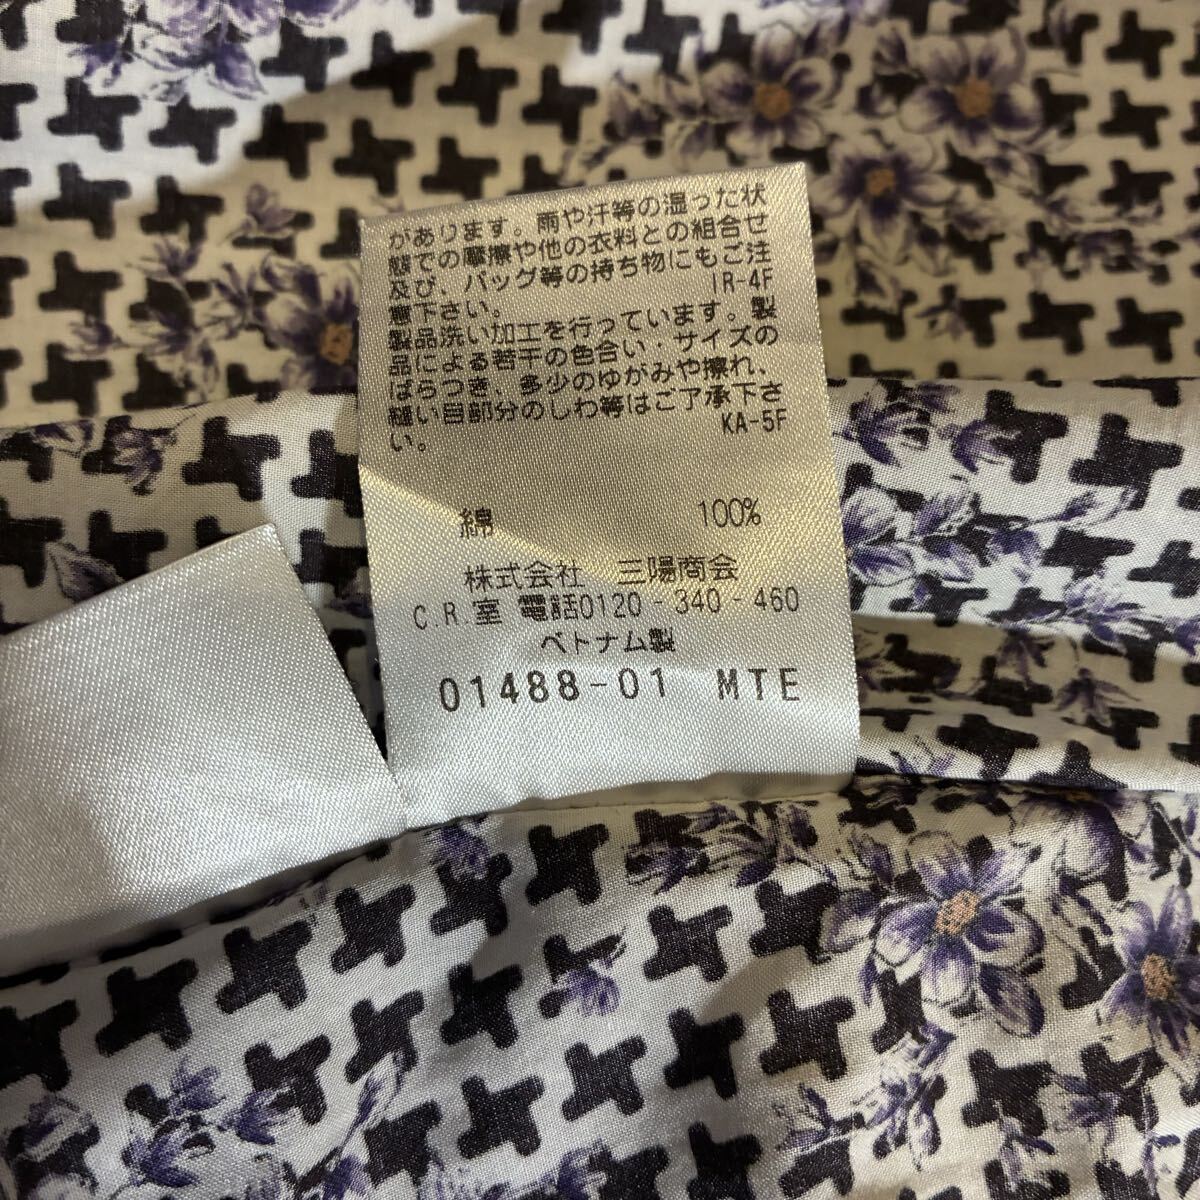 があります。雨や汗等の湿った状
態での摩擦や他の衣料との組合せ
及び、バッグ等の持ち物にもご注
意下さい。
IR-4F
製品洗い加工を行っています。製
品による若干の色合い・サイズの
ばらつき、多少のゆがみや擦れ、
縫い目部分のしわ等はご了承下さ
い。
KA-5F
綿 100%
株式会社 三陽商会
C.R.室 電話0120-340-460
ベトナム製
01488-01 MTE